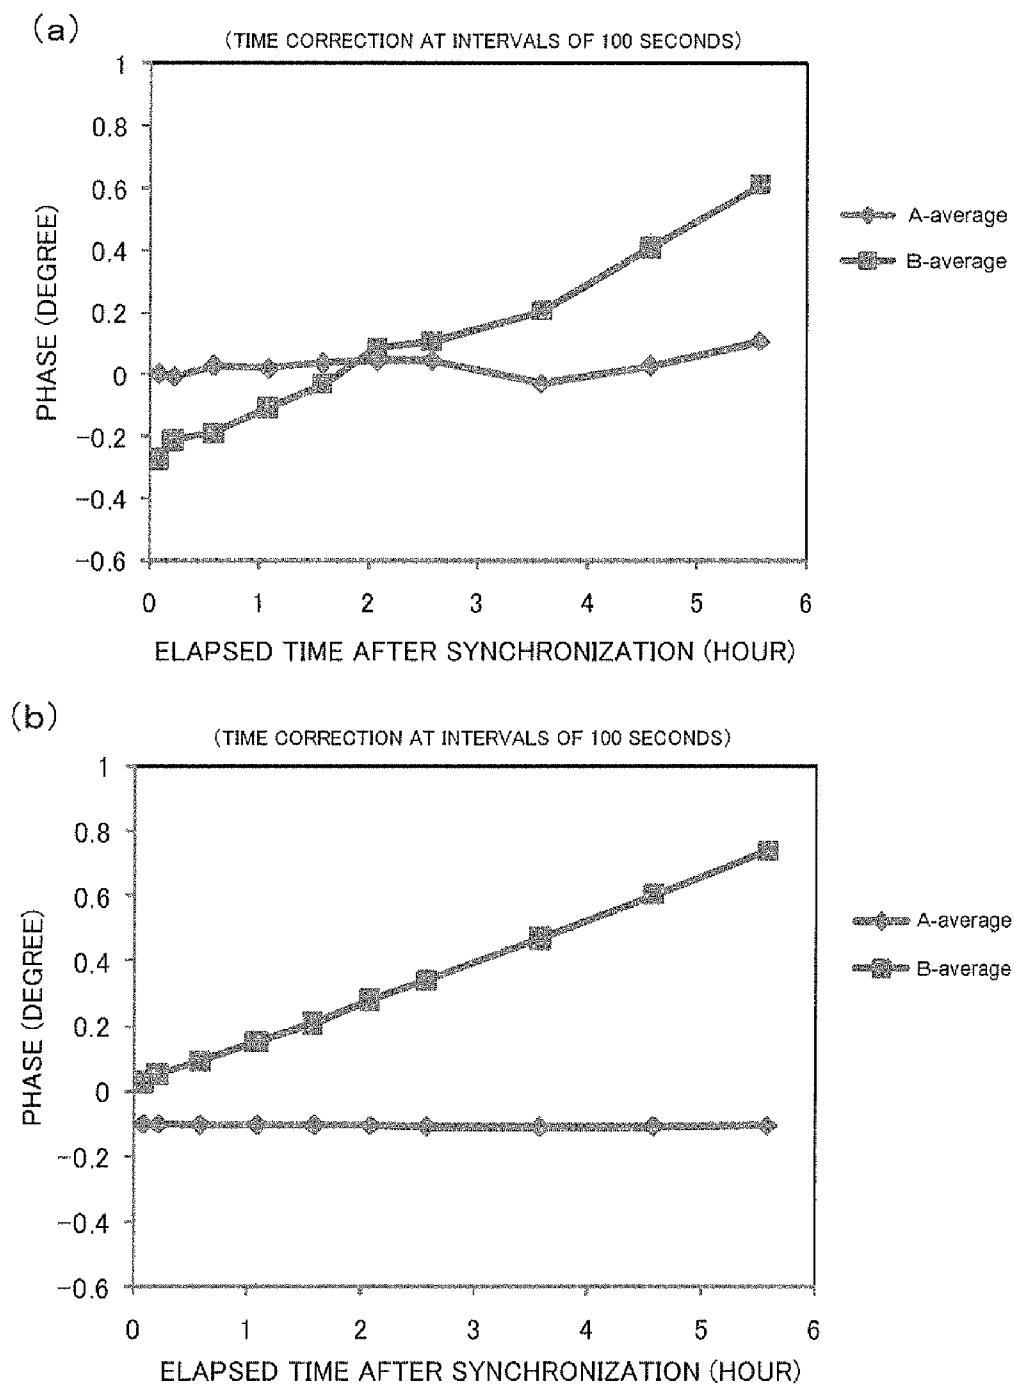 (a)
(TIME CORRECTION AT INTERVALS OF 100 SECONDS)
1
0.8
0.6
0.4
0.2
0
−0.2
−0.4
−0.6
PHASE (DEGREE)
0 1 2 3 4 5 6
ELAPSED TIME AFTER SYNCHRONIZATION (HOUR)
A-average
B-average
(b)
(TIME CORRECTION AT INTERVALS OF 100 SECONDS)
1
0.8
0.6
0.4
0.2
0
−0.2
−0.4
−0.6
PHASE (DEGREE)
0 1 2 3 4 5 6
ELAPSED TIME AFTER SYNCHRONIZATION (HOUR)
A-average
B-average